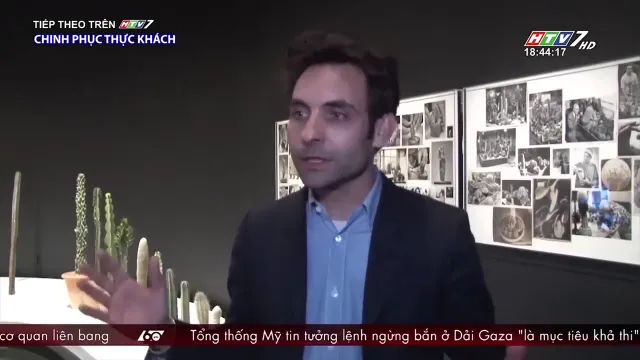 TIẾP THEO TRÊN HTV7
CHINH PHỤC THỰC KHÁCH
HTV7 HD
18:44:17
cơ quan liên bang 60 Tổng thống Mỹ tin tưởng lệnh ngừng bắn ở Dải Gaza "là mục tiêu khả thi"